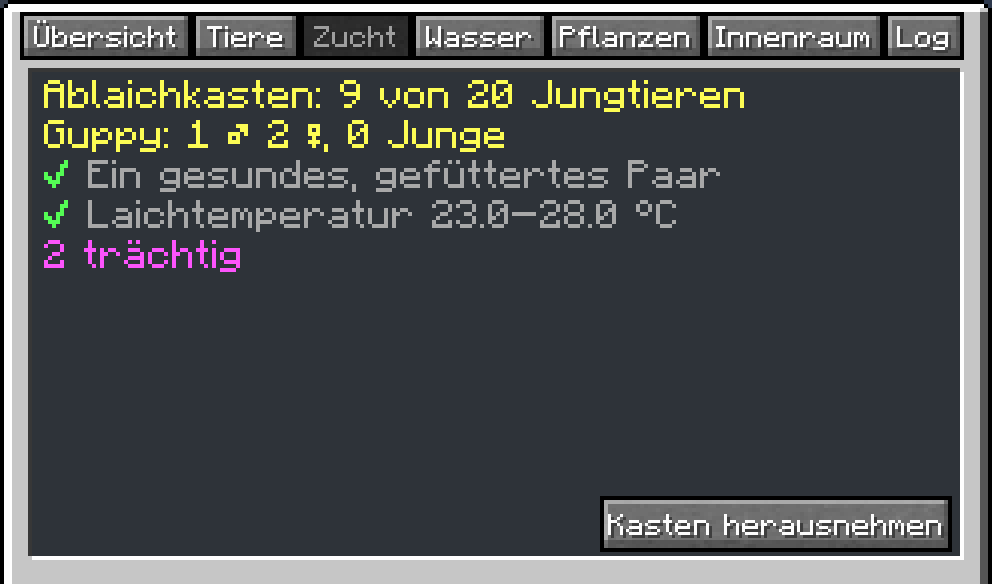 Übersicht Tiere Zucht Wasser Pflanzen Innenraum Log
Ablaichkasten: 9 von 20 Jungtieren
Guppy: 1 ♂ 2 ♀, 0 Junge
✓ Ein gesundes, gefüttertes Paar
✓ Laichtemperatur 23.0–28.0 °C
2 trächtig
Kasten herausnehmen